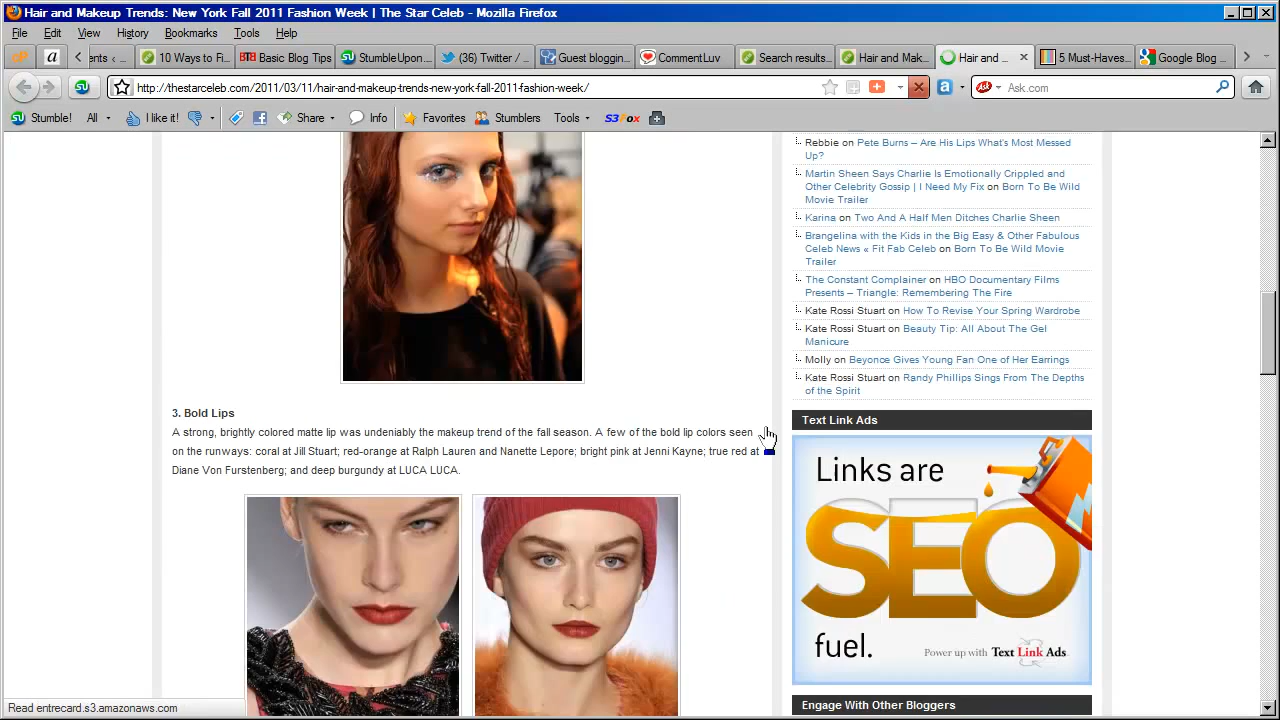 Hair and Makeup Trends: New York Fall 2011 Fashion Week | The Star Celeb - Mozilla Firefox
File Edit View History Bookmarks Tools Help
ents ‹ ... 10 Ways to Fi... BTB Basic Blog Tips StumbleUpon... (36) Twitter / ... Guest bloggin... CommentLuv Search results... Hair and Mak... Hair and ... 5 Must-Haves... Google Blog ...
http://thestarceleb.com/2011/03/11/hair-and-makeup-trends-new-york-fall-2011-fashion-week/
Ask Ask.com
Stumble! All I like it! Share Info Favorites Stumblers Tools S3Fox
Rebbie on Pete Burns – Are His Lips What's Most Messed
Up?
Martin Sheen Says Charlie Is Emotionally Crippled and
Other Celebrity Gossip | I Need My Fix on Born To Be Wild
Movie Trailer
Karina on Two And A Half Men Ditches Charlie Sheen
Brangelina with the Kids in the Big Easy & Other Fabulous
Celeb News « Fit Fab Celeb on Born To Be Wild Movie
Trailer
The Constant Complainer on HBO Documentary Films
Presents – Triangle: Remembering The Fire
Kate Rossi Stuart on How To Revise Your Spring Wardrobe
Kate Rossi Stuart on Beauty Tip: All About The Gel
Manicure
Molly on Beyonce Gives Young Fan One of Her Earrings
Kate Rossi Stuart on Randy Phillips Sings From The Depths
of the Spirit
3. Bold Lips
A strong, brightly colored matte lip was undeniably the makeup trend of the fall season. A few of the bold lip colors seen
on the runways: coral at Jill Stuart; red-orange at Ralph Lauren and Nanette Lepore; bright pink at Jenni Kayne; true red at
Diane Von Furstenberg; and deep burgundy at LUCA LUCA.
Text Link Ads
Links are
SEO
fuel.
Power up with Text Link Ads
Engage With Other Bloggers
Read entrecard.s3.amazonaws.com